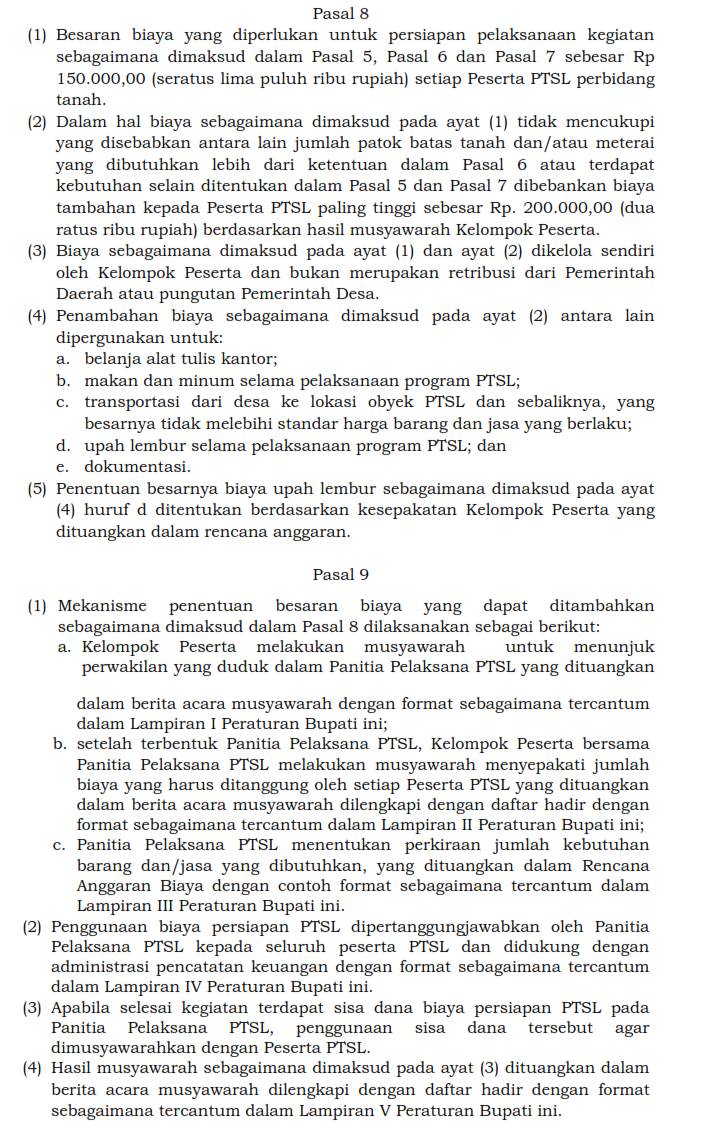 Pasal 8
(1) Besaran biaya yang diperlukan untuk persiapan pelaksanaan kegiatan
sebagaimana dimaksud dalam Pasal 5, Pasal 6 dan Pasal 7 sebesar Rp
150.000,00 (seratus lima puluh ribu rupiah) setiap Peserta PTSL perbidang
tanah.
(2) Dalam hal biaya sebagaimana dimaksud pada ayat (1) tidak mencukupi
yang disebabkan antara lain jumlah patok batas tanah dan/atau meterai
yang dibutuhkan lebih dari ketentuan dalam Pasal 6 atau terdapat
kebutuhan selain ditentukan dalam Pasal 5 dan Pasal 7 dibebankan biaya
tambahan kepada Peserta PTSL paling tinggi sebesar Rp. 200.000,00 (dua
ratus ribu rupiah) berdasarkan hasil musyawarah Kelompok Peserta.
(3) Biaya sebagaimana dimaksud pada ayat (1) dan ayat (2) dikelola sendiri
oleh Kelompok Peserta dan bukan merupakan retribusi dari Pemerintah
Daerah atau pungutan Pemerintah Desa.
(4) Penambahan biaya sebagaimana dimaksud pada ayat (2) antara lain
dipergunakan untuk:
a. belanja alat tulis kantor;
b. makan dan minum selama pelaksanaan program PTSL;
c. transportasi dari desa ke lokasi obyek PTSL dan sebaliknya, yang
besarnya tidak melebihi standar harga barang dan jasa yang berlaku;
d. upah lembur selama pelaksanaan program PTSL; dan
e. dokumentasi.
(5) Penentuan besarnya biaya upah lembur sebagaimana dimaksud pada ayat
(4) huruf d ditentukan berdasarkan kesepakatan Kelompok Peserta yang
dituangkan dalam rencana anggaran.
Pasal 9
(1) Mekanisme penentuan besaran biaya yang dapat ditambahkan
sebagaimana dimaksud dalam Pasal 8 dilaksanakan sebagai berikut:
a. Kelompok Peserta melakukan musyawarah untuk menunjuk
perwakilan yang duduk dalam Panitia Pelaksana PTSL yang dituangkan
dalam berita acara musyawarah dengan format sebagaimana tercantum
dalam Lampiran I Peraturan Bupati ini;
b. setelah terbentuk Panitia Pelaksana PTSL, Kelompok Peserta bersama
Panitia Pelaksana PTSL melakukan musyawarah menyepakati jumlah
biaya yang harus ditanggung oleh setiap Peserta PTSL yang dituangkan
dalam berita acara musyawarah dilengkapi dengan daftar hadir dengan
format sebagaimana tercantum dalam Lampiran II Peraturan Bupati ini;
c. Panitia Pelaksana PTSL menentukan perkiraan jumlah kebutuhan
barang dan/jasa yang dibutuhkan, yang dituangkan dalam Rencana
Anggaran Biaya dengan contoh format sebagaimana tercantum dalam
Lampiran III Peraturan Bupati ini.
(2) Penggunaan biaya persiapan PTSL dipertanggungjawabkan oleh Panitia
Pelaksana PTSL kepada seluruh peserta PTSL dan didukung dengan
administrasi pencatatan keuangan dengan format sebagaimana tercantum
dalam Lampiran IV Peraturan Bupati ini.
(3) Apabila selesai kegiatan terdapat sisa dana biaya persiapan PTSL pada
Panitia Pelaksana PTSL, penggunaan sisa dana tersebut agar
dimusyawarahkan dengan Peserta PTSL.
(4) Hasil musyawarah sebagaimana dimaksud pada ayat (3) dituangkan dalam
berita acara musyawarah dilengkapi dengan daftar hadir dengan format
sebagaimana tercantum dalam Lampiran V Peraturan Bupati ini.